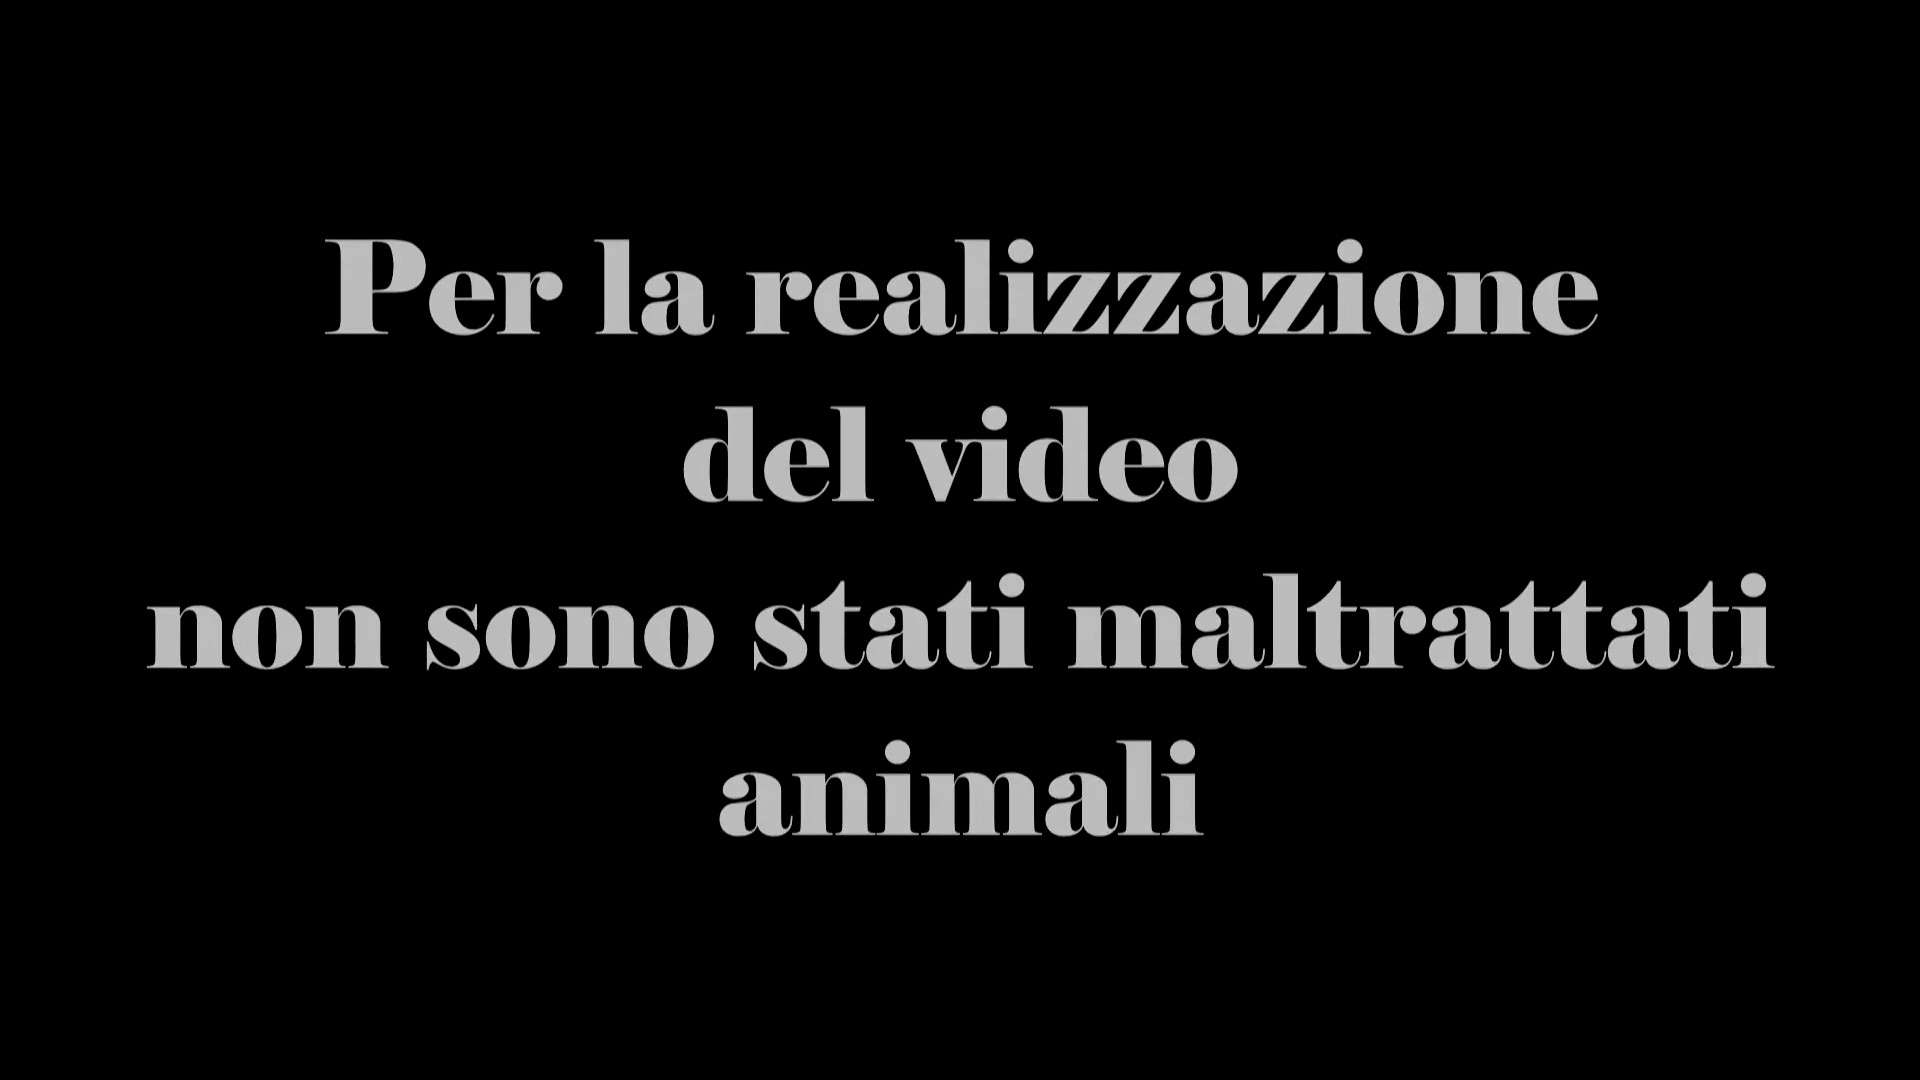 Per la realizzazione
del video
non sono stati maltrattati
animali